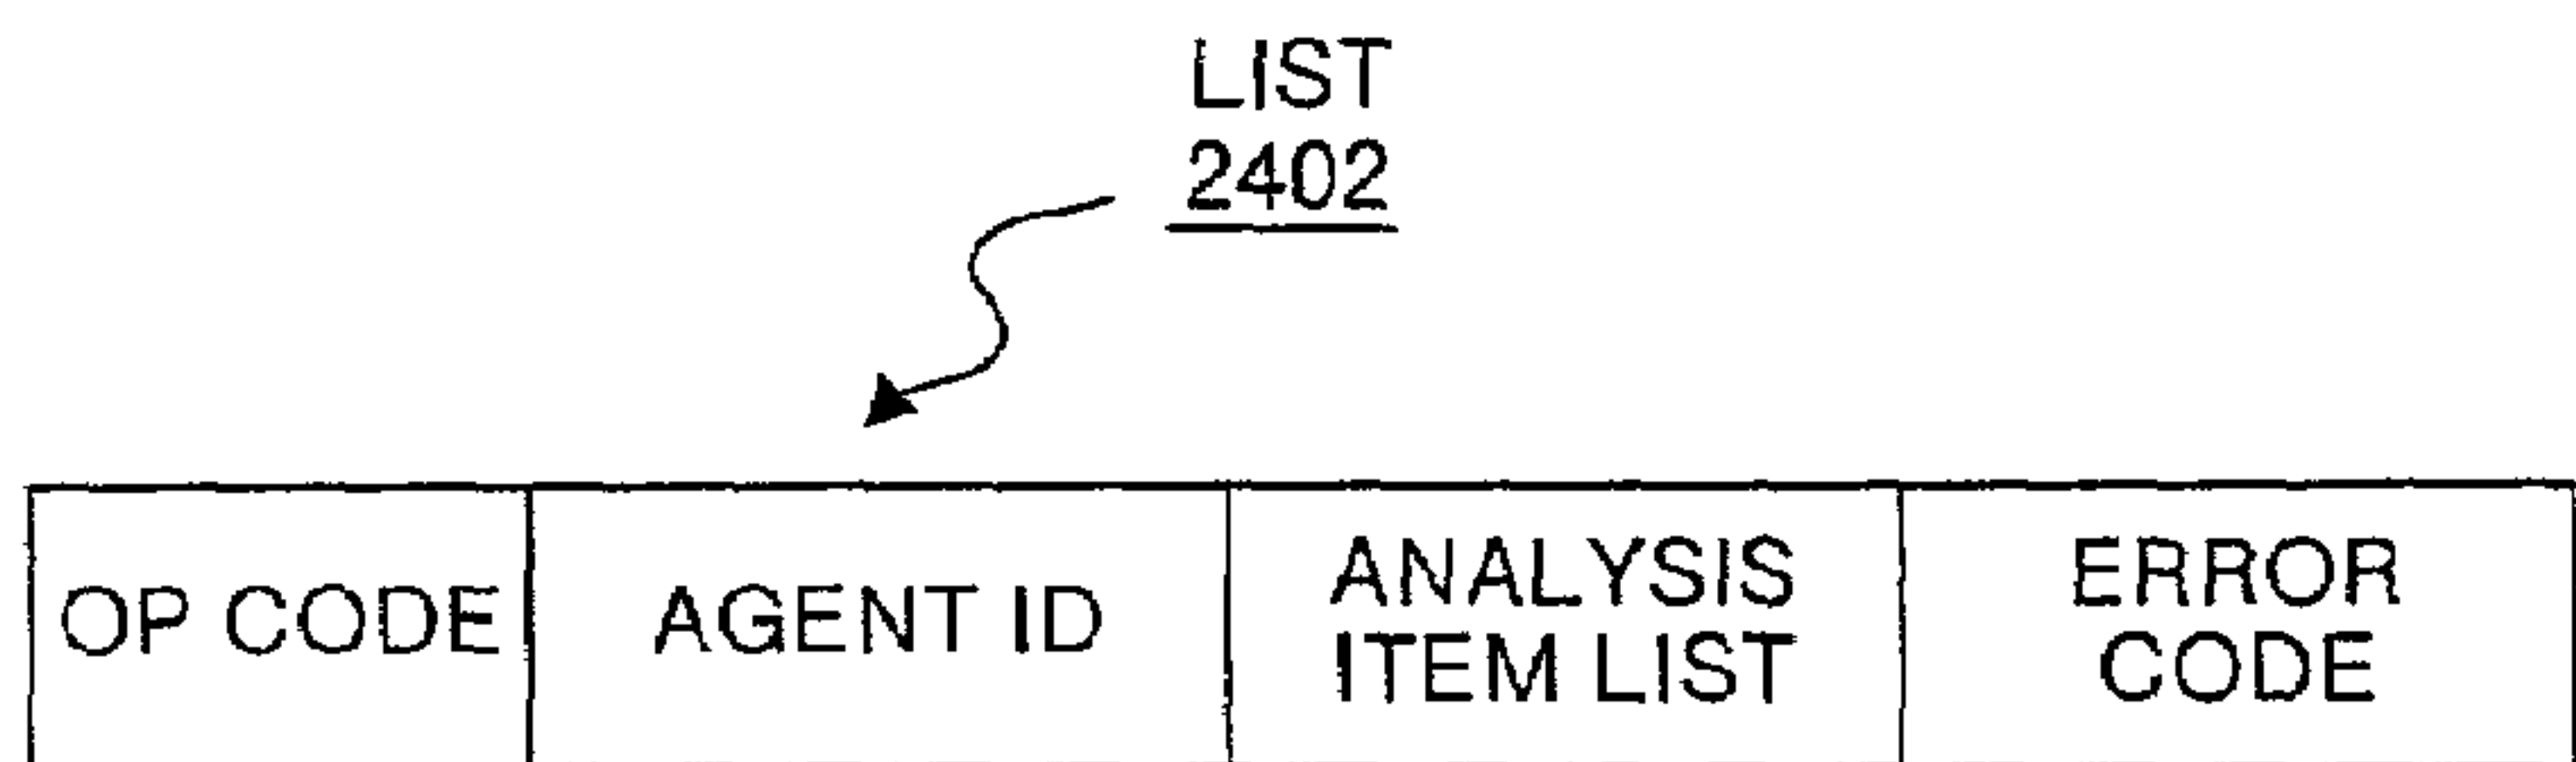 LIST
2402
OP CODE
AGENT ID
ANALYSIS
ITEM LIST
ERROR
CODE